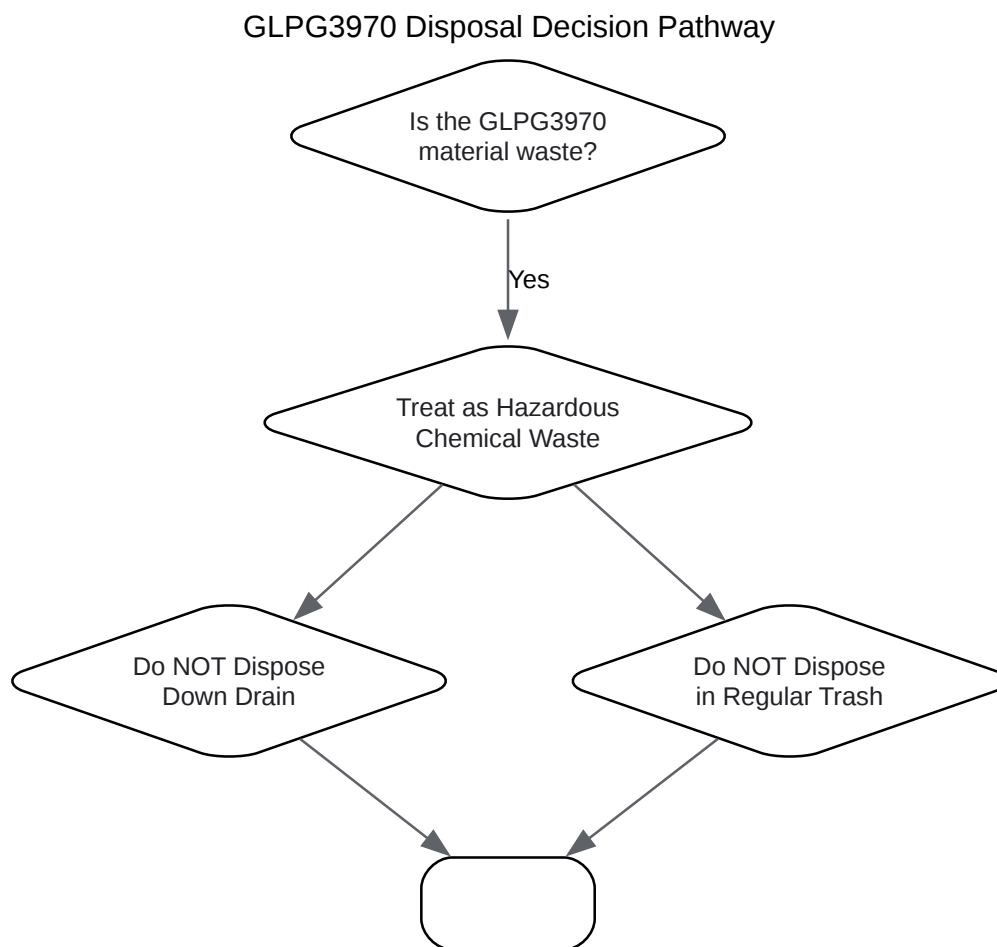 GLPG3970 Disposal Decision Pathway
Is the GLPG3970
material waste?
Yes
Treat as Hazardous
Chemical Waste
Do NOT Dispose
Down Drain
Do NOT Dispose
in Regular Trash